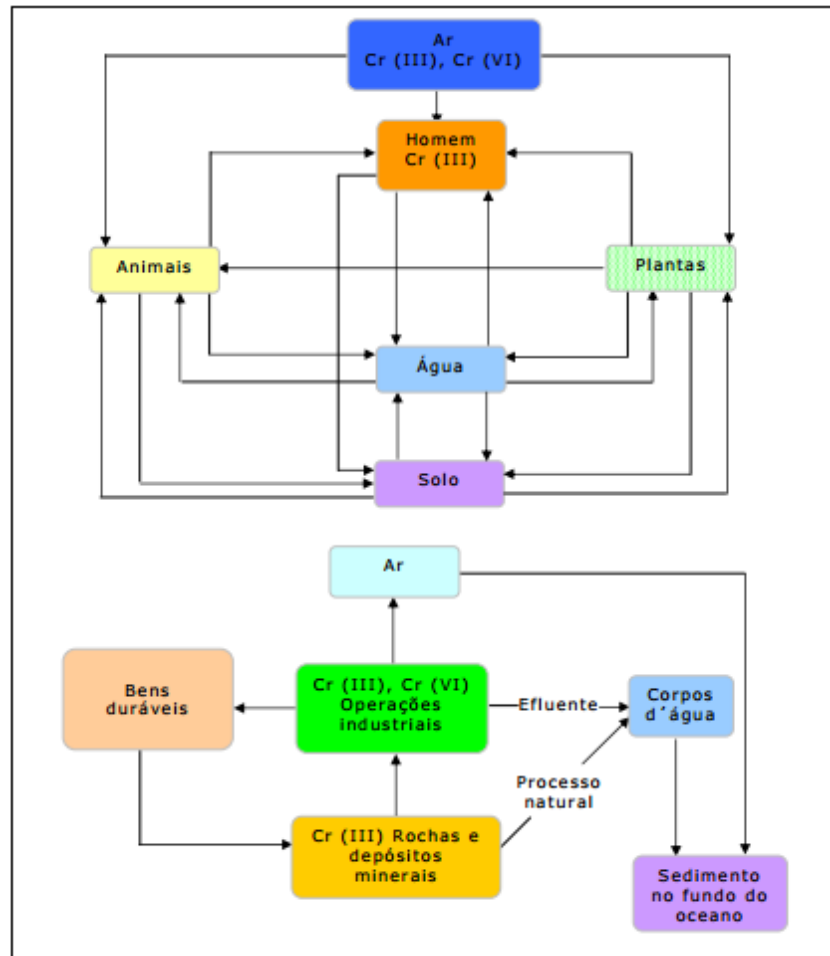 Ar
Cr (III), Cr (VI)
Homem
Cr (III)
Animais
Plantas
Água
Solo
Ar
Bens
duráveis
Cr (III), Cr (VI)
Operações
industriais
Efluente
Corpos
d´água
Processo
natural
Cr (III) Rochas e
depósitos
minerais
Sedimento
no fundo do
oceano